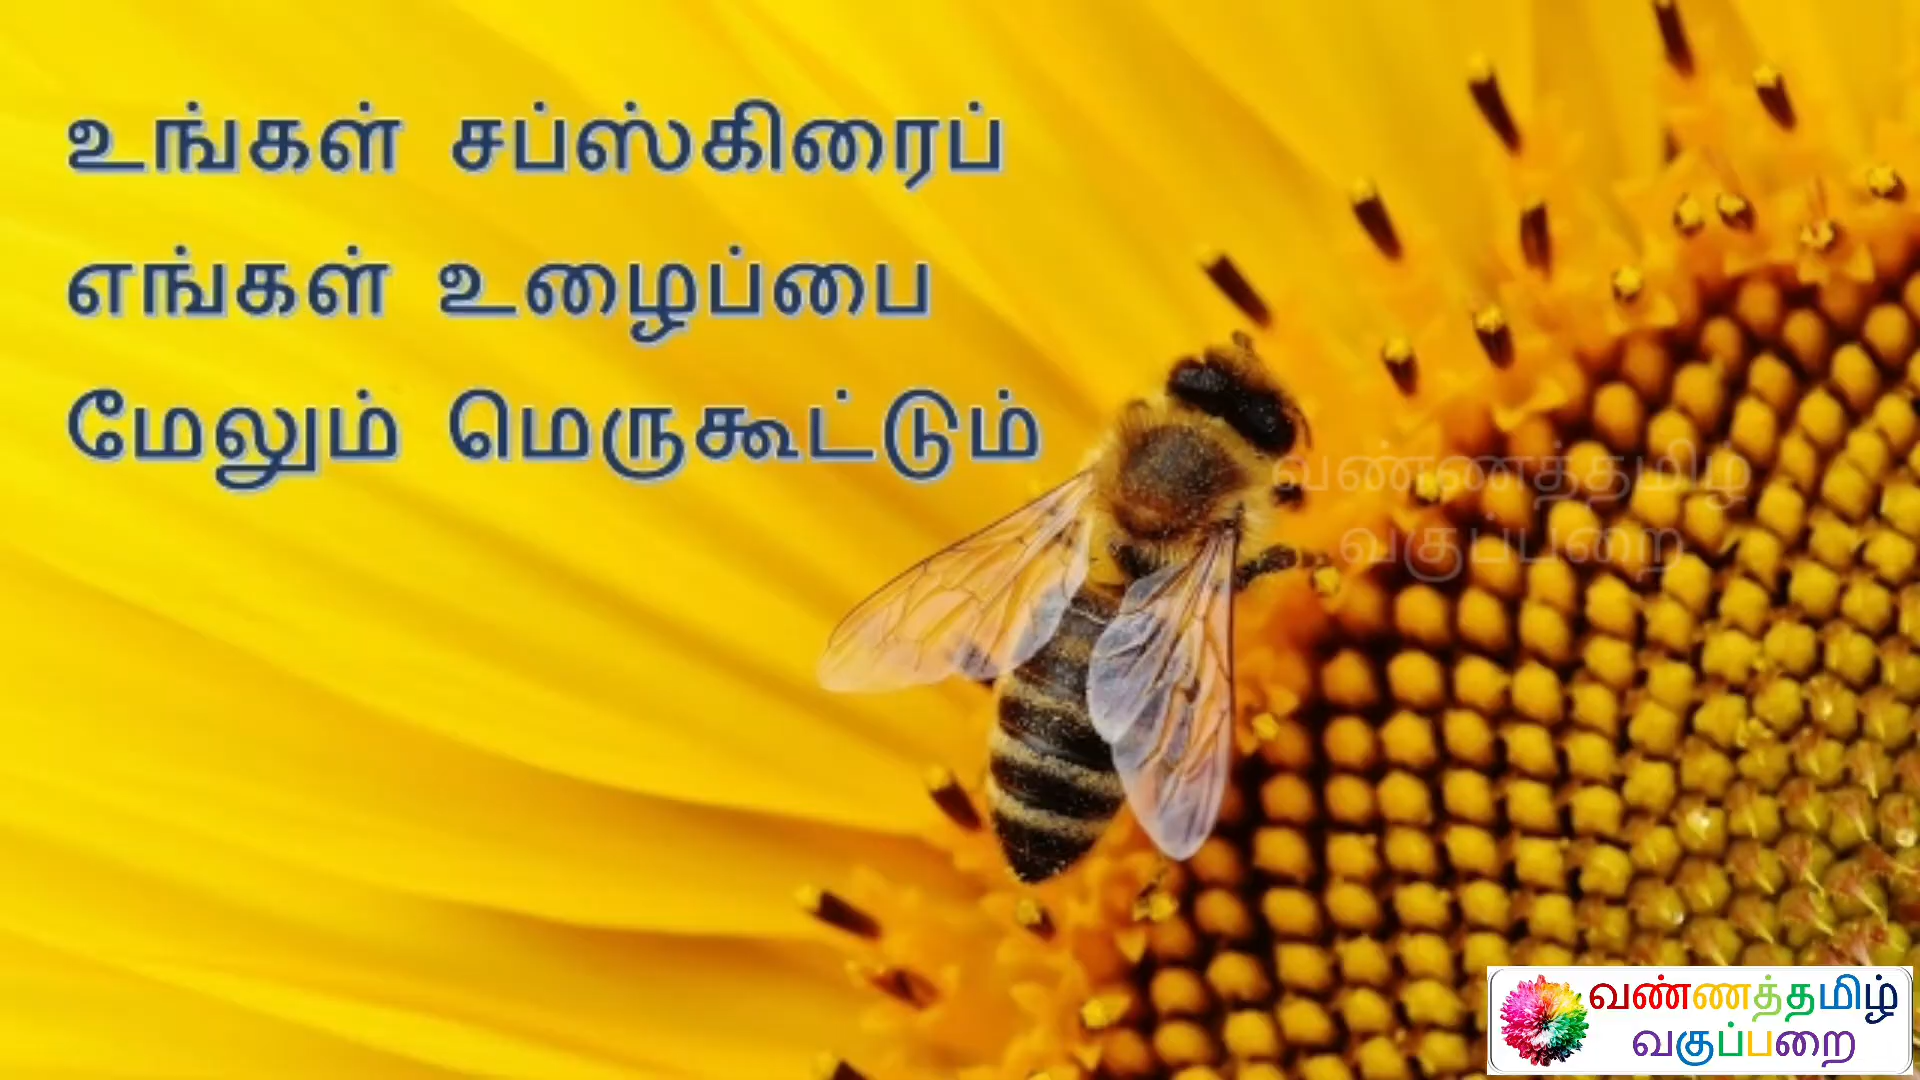 உங்கள் சப்ஸ்கிரைப்
எங்கள் உழைப்பை
மேலும் மெருகூட்டும்
வண்ணத்தமிழ்
வகுப்பறை
வண்ணத்தமிழ்
வகுப்பறை